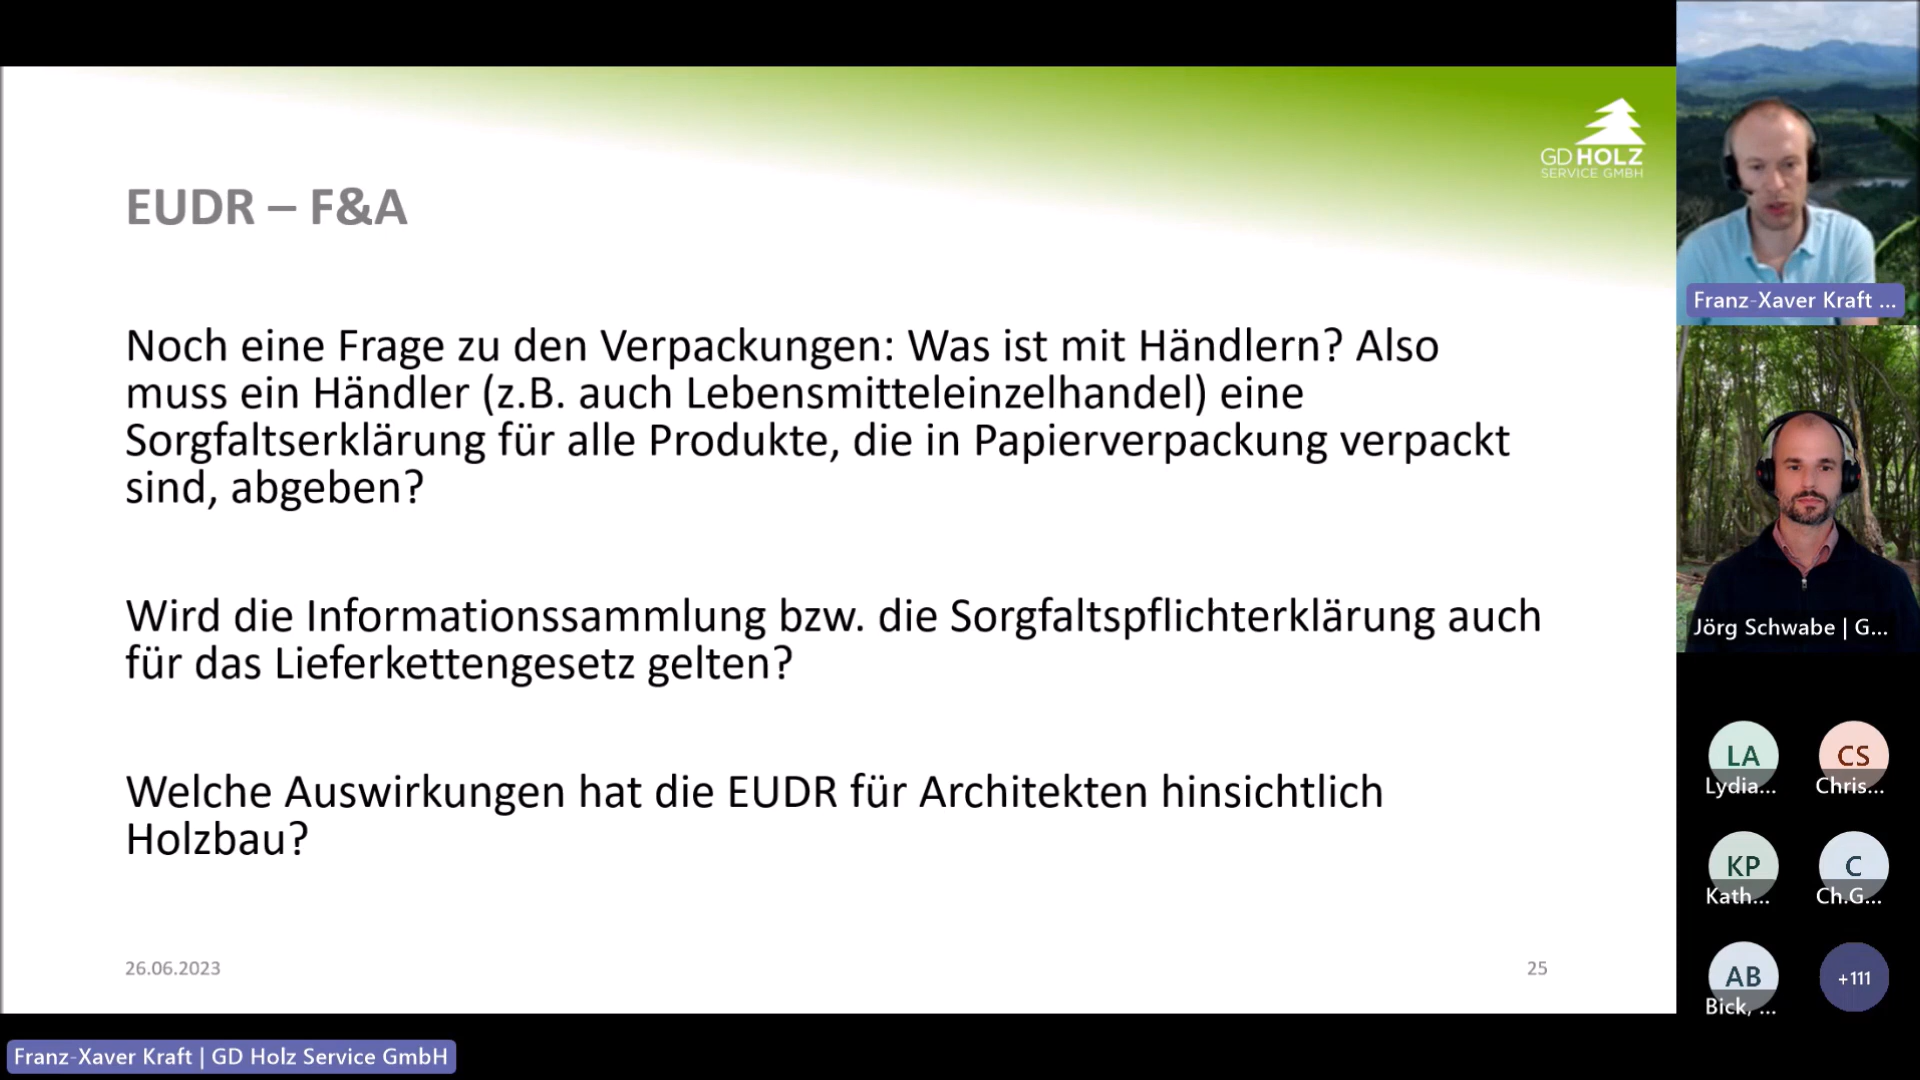 GD HOLZ
SERVICE GMBH
EUDR – F&A
Noch eine Frage zu den Verpackungen: Was ist mit Händlern? Also
muss ein Händler (z.B. auch Lebensmitteleinzelhandel) eine
Sorgfaltserklärung für alle Produkte, die in Papierverpackung verpackt
sind, abgeben?
Wird die Informationssammlung bzw. die Sorgfaltspflichterklärung auch
für das Lieferkettengesetz gelten?
Welche Auswirkungen hat die EUDR für Architekten hinsichtlich
Holzbau?
26.06.2023
25
Franz-Xaver Kraft | GD Holz Service GmbH
Franz-Xaver Kraft ...
Jörg Schwabe | G...
LA
Lydia...
CS
Chris...
KP
Kath...
C
Ch.G...
AB
Bick, ...
+111